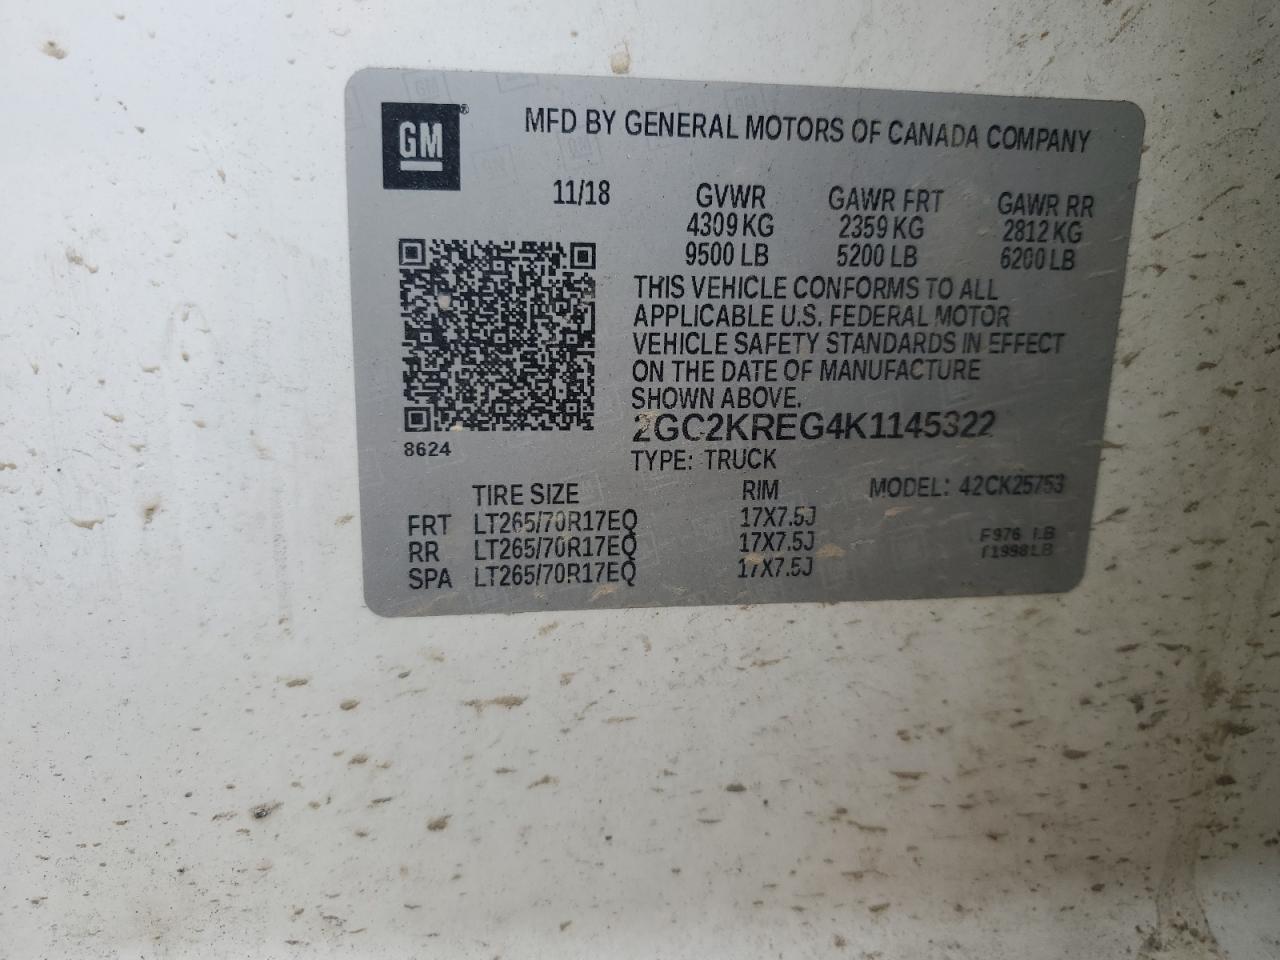 GM
MFD BY GENERAL MOTORS OF CANADA COMPANY
11/18 GVWR GAWR FRT GAWR RR
4309 KG 2359 KG 2812 KG
9500 LB 5200 LB 6200 LB
THIS VEHICLE CONFORMS TO ALL
APPLICABLE U.S. FEDERAL MOTOR
VEHICLE SAFETY STANDARDS IN EFFECT
ON THE DATE OF MANUFACTURE
SHOWN ABOVE.
2GC2KREG4K1145322
8624
TYPE: TRUCK
TIRE SIZE RIM MODEL: 42CK25753
FRT LT265/70R17EQ 17X7.5J
RR LT265/70R17EQ 17X7.5J
SPA LT265/70R17EQ 17X7.5J
F976 LB
1998LB